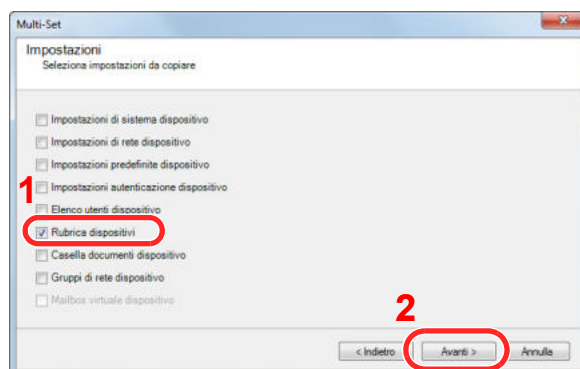 Multi-Set
Impostazioni
Seleziona impostazioni da copiare
Impostazioni di sistema dispositivo
Impostazioni di rete dispositivo
Impostazioni predefinite dispositivo
Impostazioni autenticazione dispositivo
1
Elenco utenti dispositivo
Rubrica dispositivi
Casella documenti dispositivo
Gruppi di rete dispositivo
Mailbox virtuale dispositivo
2
< Indietro Avanti > Annulla